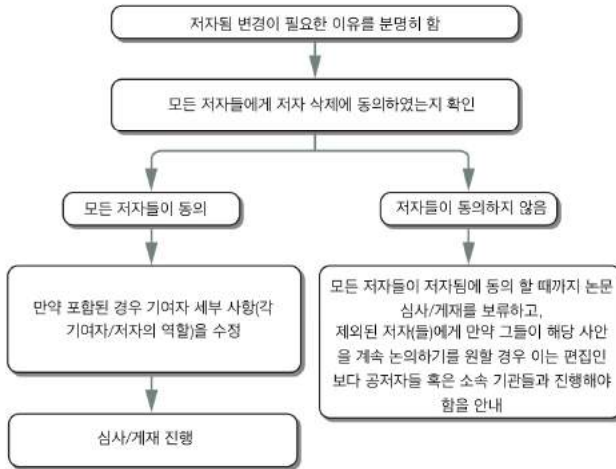 저자됨 변경이 필요한 이유를 분명히 함
모든 저자들에게 저자 삭제에 동의하였는지 확인
모든 저자들이 동의
저자들이 동의하지 않음
만약 포함된 경우 기여자 세부 사항(각
기여자/저자의 역할)을 수정
모든 저자들이 저자됨에 동의 할 때까지 논문
심사/게재를 보류하고,
제외된 저자(들)에게 만약 그들이 해당 사안
을 계속 논의하기를 원할 경우 이는 편집인
보다 공저자들 혹은 소속 기관들과 진행해야
함을 안내
심사/게재 진행